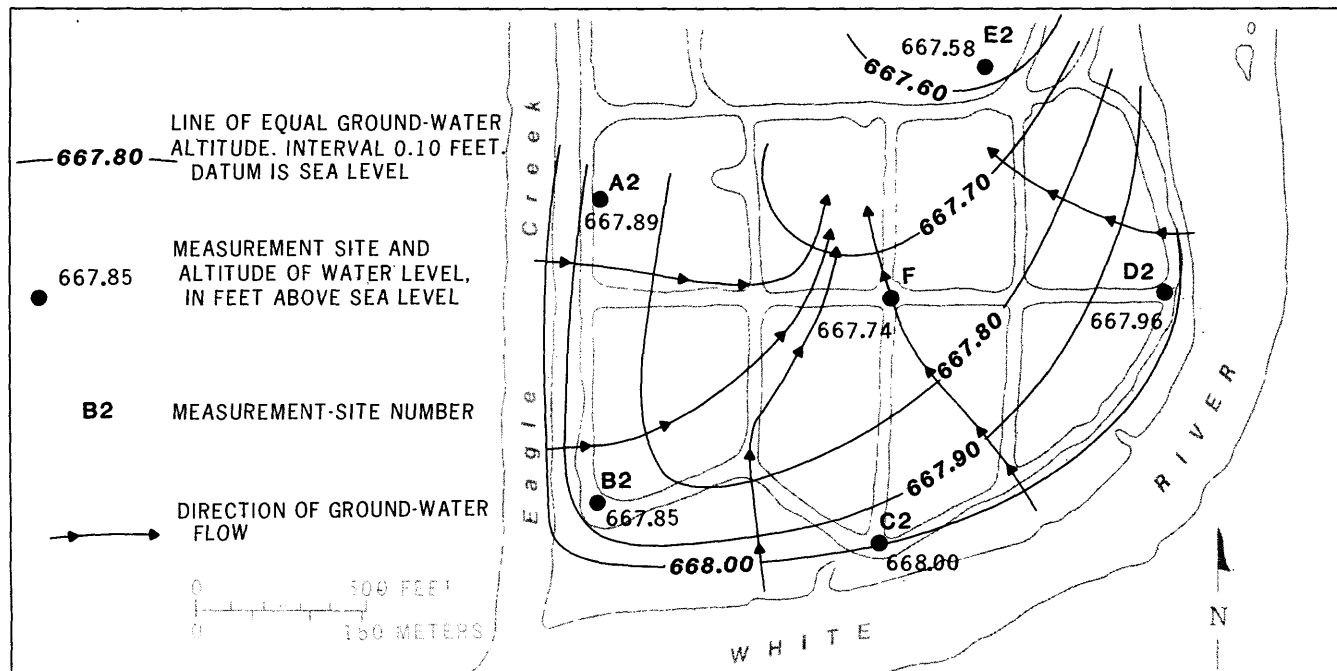 667.80
LINE OF EQUAL GROUND-WATER
ALTITUDE. INTERVAL 0.10 FEET.
DATUM IS SEA LEVEL
667.85
MEASUREMENT SITE AND
ALTITUDE OF WATER LEVEL,
IN FEET ABOVE SEA LEVEL
B2
MEASUREMENT-SITE NUMBER
DIRECTION OF GROUND-WATER
FLOW
0 500 FEET
0 150 METERS
Eagle Creek
E2
667.58
667.60
A2
667.89
667.70
F
667.74
D2
667.96
667.80
667.90
B2
667.85
C2
668.00
668.00
WHITE RIVER
N
0